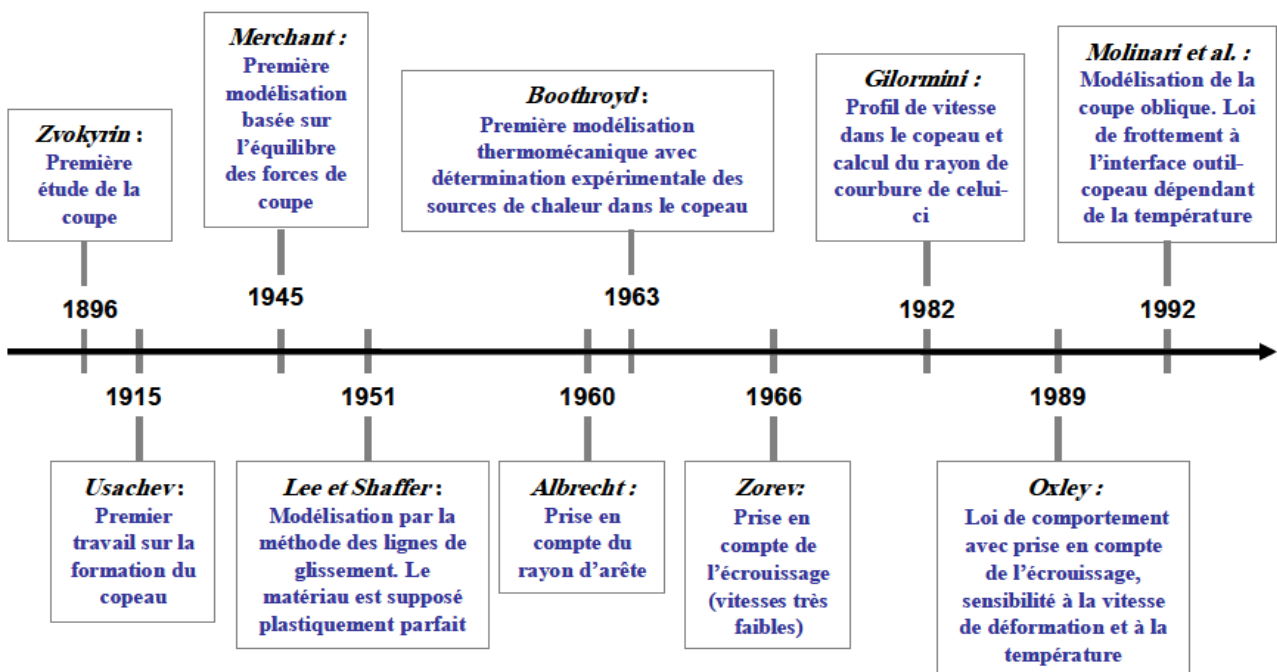 Zvokyrin :
Première
étude de la
coupe
Merchant :
Première
modélisation
basée sur
l'équilibre
des forces de
coupe
Boothroyd :
Première modélisation
thermomécanique avec
détermination expérimentale des
sources de chaleur dans le copeau
Gilormini :
Profil de vitesse
dans le copeau et
calcul du rayon de
courbure de celui-
ci
Molinari et al. :
Modélisation de la
coupe oblique. Loi
de frottement à
l'interface outil-
copeau dépendant
de la température
1896
1945
1963
1982
1992
1915
1951
1960
1966
1989
Usachev :
Premier
travail sur la
formation du
copeau
Lee et Shaffer :
Modélisation par la
méthode des lignes de
glissement. Le
matériau est supposé
plastiquement parfait
Albrecht :
Prise en
compte du
rayon d'arête
Zorev:
Prise en
compte de
l'écrouissage
(vitesses très
faibles)
Oxley :
Loi de comportement
avec prise en compte
de l'écrouissage,
sensibilité à la vitesse
de déformation et à la
température